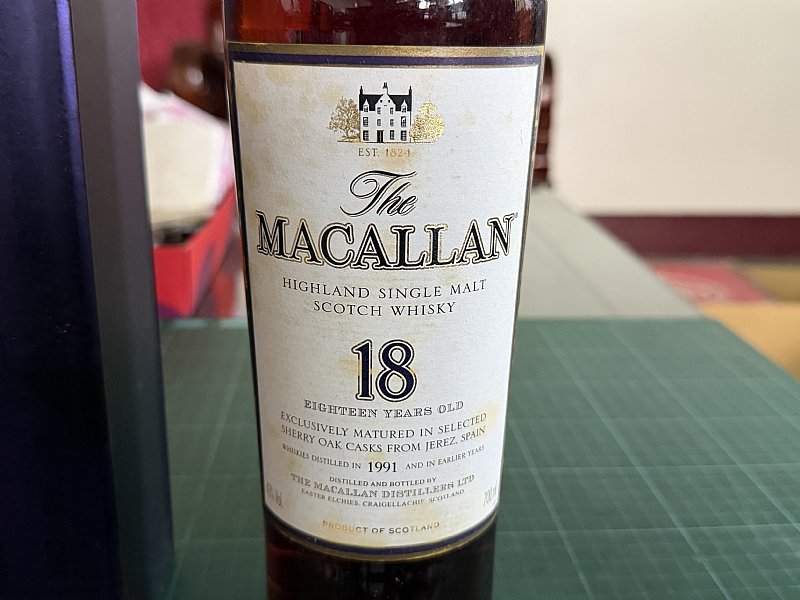 EST. 1824
The
MACALLAN
HIGHLAND SINGLE MALT
SCOTCH WHISKY
18
EIGHTEEN YEARS OLD
EXCLUSIVELY MATURED IN SELECTED
SHERRY OAK CASKS FROM JEREZ, SPAIN
WHISKIES DISTILLED IN 1991 AND IN EARLIER YEARS
DISTILLED AND BOTTLED BY
THE MACALLAN DISTILLERS LTD
EASTER ELCHIES, CRAIGELLACHIE, SCOTLAND
700ml
PRODUCT OF SCOTLAND